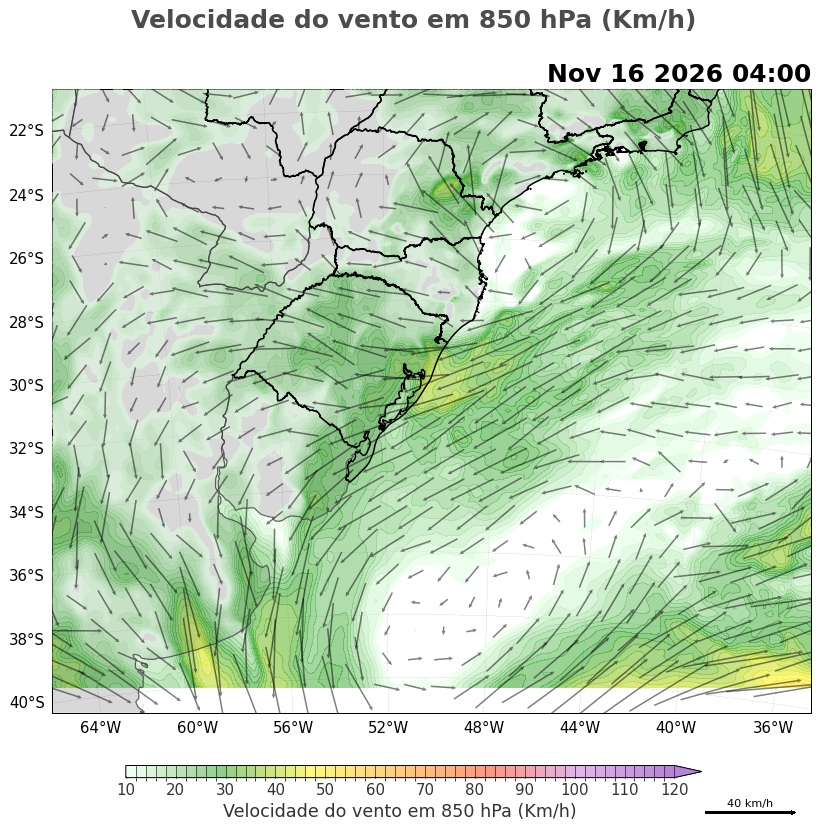 Velocidade do vento em 850 hPa (Km/h)
Nov 16 2026 04:00
22°S
24°S
26°S
28°S
30°S
32°S
34°S
36°S
38°S
40°S
64°W 60°W 56°W 52°W 48°W 44°W 40°W 36°W
10 20 30 40 50 60 70 80 90 100 110 120
Velocidade do vento em 850 hPa (Km/h)
40 km/h